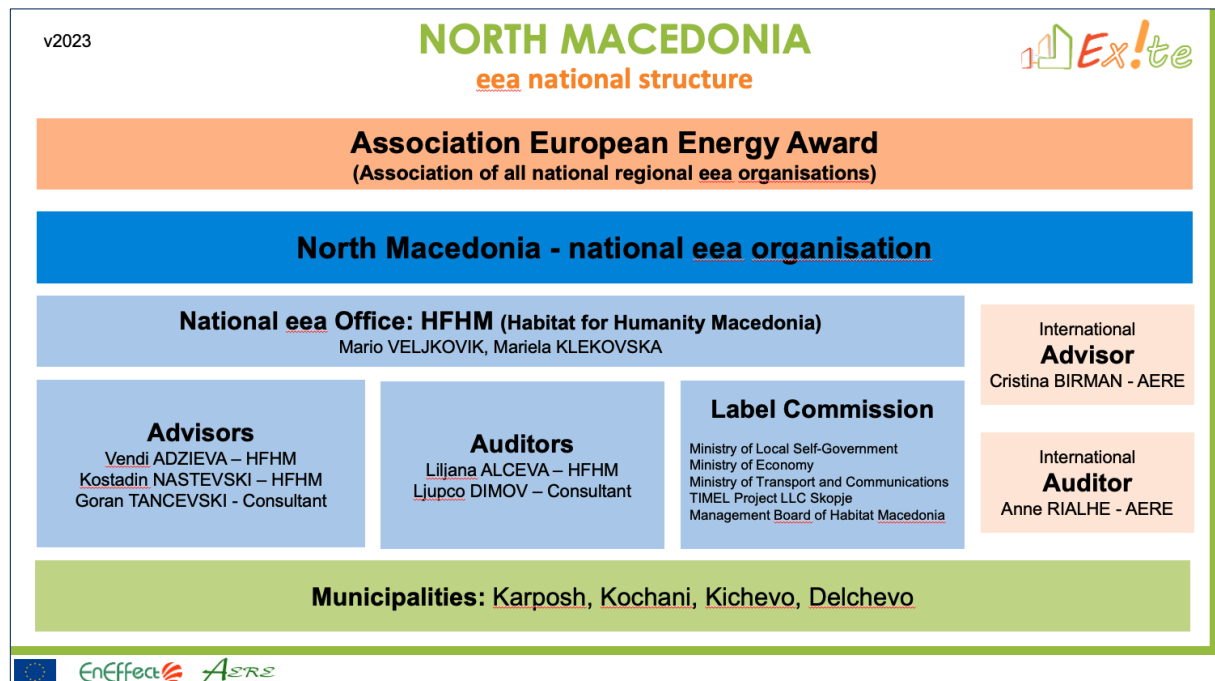 v2023
NORTH MACEDONIA
eea national structure
Ex!te
Association European Energy Award
(Association of all national regional eea organisations)
North Macedonia - national eea organisation
National eea Office: HFHM (Habitat for Humanity Macedonia)
Mario VELJKOVIK, Mariela KLEKOVSKA
Advisors
Vendi ADZIEVA – HFHM
Kostadin NASTEVSKI – HFHM
Goran TANCEVSKI - Consultant
Auditors
Liljana ALCEVA – HFHM
Ljupco DIMOV – Consultant
Label Commission
Ministry of Local Self-Government
Ministry of Economy
Ministry of Transport and Communications
TIMEL Project LLC Skopje
Management Board of Habitat Macedonia
International
Advisor
Cristina BIRMAN - AERE
International
Auditor
Anne RIALHE - AERE
Municipalities: Karposh, Kochani, Kichevo, Delchevo
EnEffect
AERE